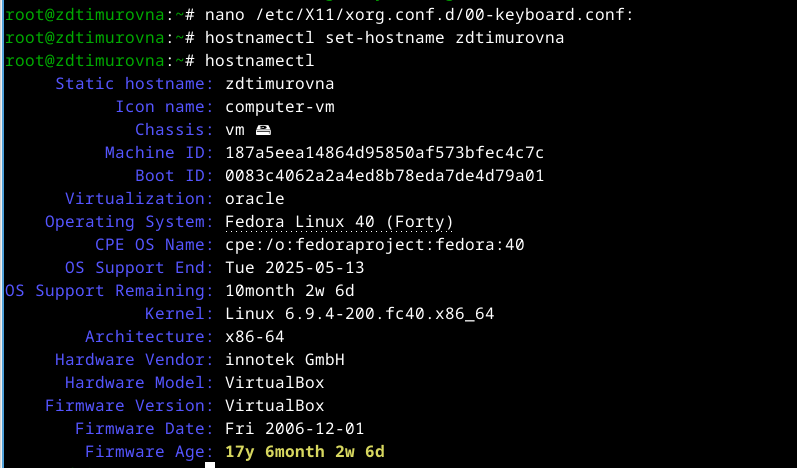 root@zdtimurovna:~# nano /etc/X11/xorg.conf.d/00-keyboard.conf:
root@zdtimurovna:~# hostnamectl set-hostname zdtimurovna
root@zdtimurovna:~# hostnamectl
Static hostname: zdtimurovna
Icon name: computer-vm
Chassis: vm 🖴
Machine ID: 187a5eea14864d95850af573bfec4c7c
Boot ID: 0083c4062a2a4ed8b78eda7de4d79a01
Virtualization: oracle
Operating System: Fedora Linux 40 (Forty)
CPE OS Name: cpe:/o:fedoraproject:fedora:40
OS Support End: Tue 2025-05-13
OS Support Remaining: 10month 2w 6d
Kernel: Linux 6.9.4-200.fc40.x86_64
Architecture: x86-64
Hardware Vendor: innotek GmbH
Hardware Model: VirtualBox
Firmware Version: VirtualBox
Firmware Date: Fri 2006-12-01
Firmware Age: 17y 6month 2w 6d